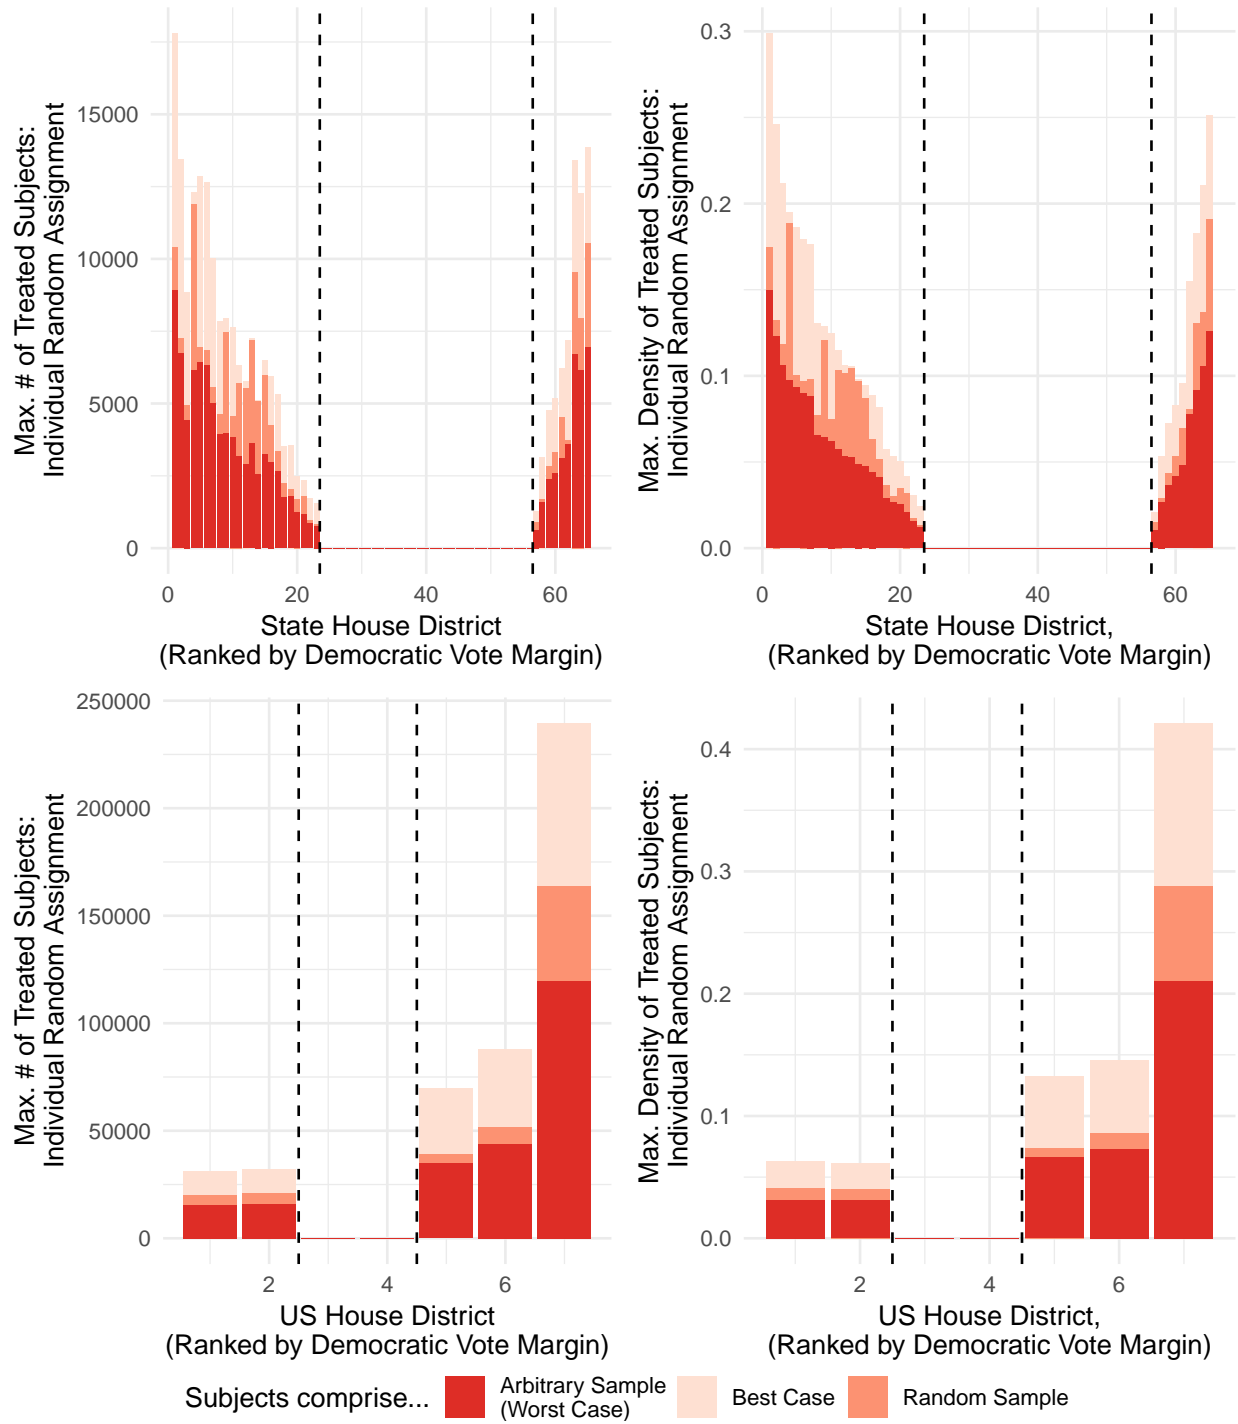 Max. # of Treated Subjects:
Individual Random Assignment
15000
10000
5000
0
0
20
40
60
State House District
(Ranked by Democratic Vote Margin)
Max. Density of Treated Subjects:
Individual Random Assignment
0.3
0.2
0.1
0.0
0
20
40
60
State House District,
(Ranked by Democratic Vote Margin)
Max. # of Treated Subjects:
Individual Random Assignment
250000
200000
150000
100000
50000
0
2
4
6
US House District
(Ranked by Democratic Vote Margin)
Max. Density of Treated Subjects:
Individual Random Assignment
0.4
0.3
0.2
0.1
0.0
2
4
6
US House District,
(Ranked by Democratic Vote Margin)
Subjects comprise...
Arbitrary Sample
(Worst Case)
Best Case
Random Sample